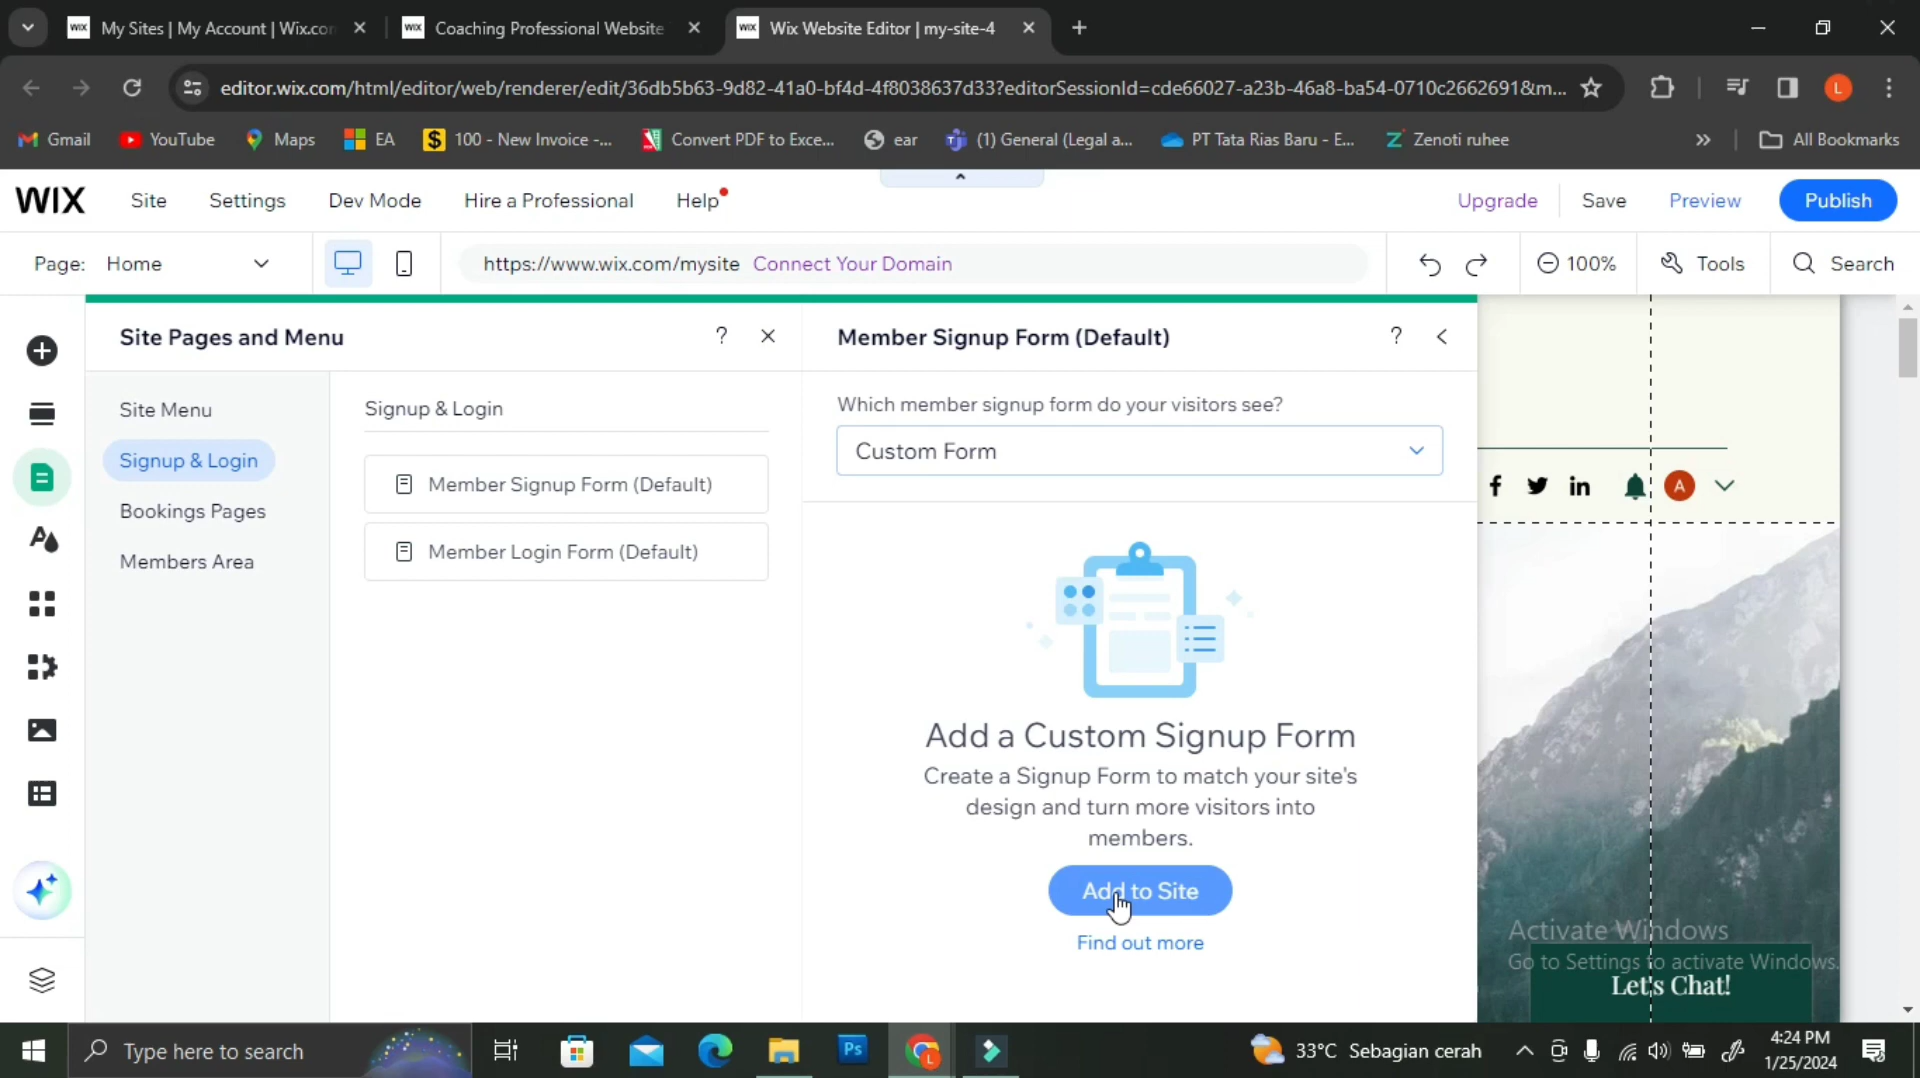 WIX My Sites | My Account | Wix.con
WIX Coaching Professional Website
WIX Wix Website Editor | my-site-4
editor.wix.com/html/editor/web/renderer/edit/36db5b63-9d82-41a0-bf4d-4f8038637d33?editorSessionId=cde66027-a23b-46a8-ba54-0710c2662691&m...
L
Gmail YouTube Maps EA 100 - New Invoice -... Convert PDF to Exce... ear (1) General (Legal a... PT Tata Rias Baru - E... Zenoti ruhee » All Bookmarks
WIX Site Settings Dev Mode Hire a Professional Help Upgrade Save Preview Publish
Page: Home https://www.wix.com/mysite Connect Your Domain 100% Tools Search
Site Pages and Menu ?
Site Menu
Signup & Login
Bookings Pages
Members Area
Signup & Login
Member Signup Form (Default)
Member Login Form (Default)
Member Signup Form (Default) ?
Which member signup form do your visitors see?
Custom Form
Add a Custom Signup Form
Create a Signup Form to match your site's
design and turn more visitors into
members.
Add to Site
Find out more
A
Activate Windows
Go to Settings to activate Windows.
Let's Chat!
Type here to search
Ps
L
33°C Sebagian cerah
4:24 PM
1/25/2024